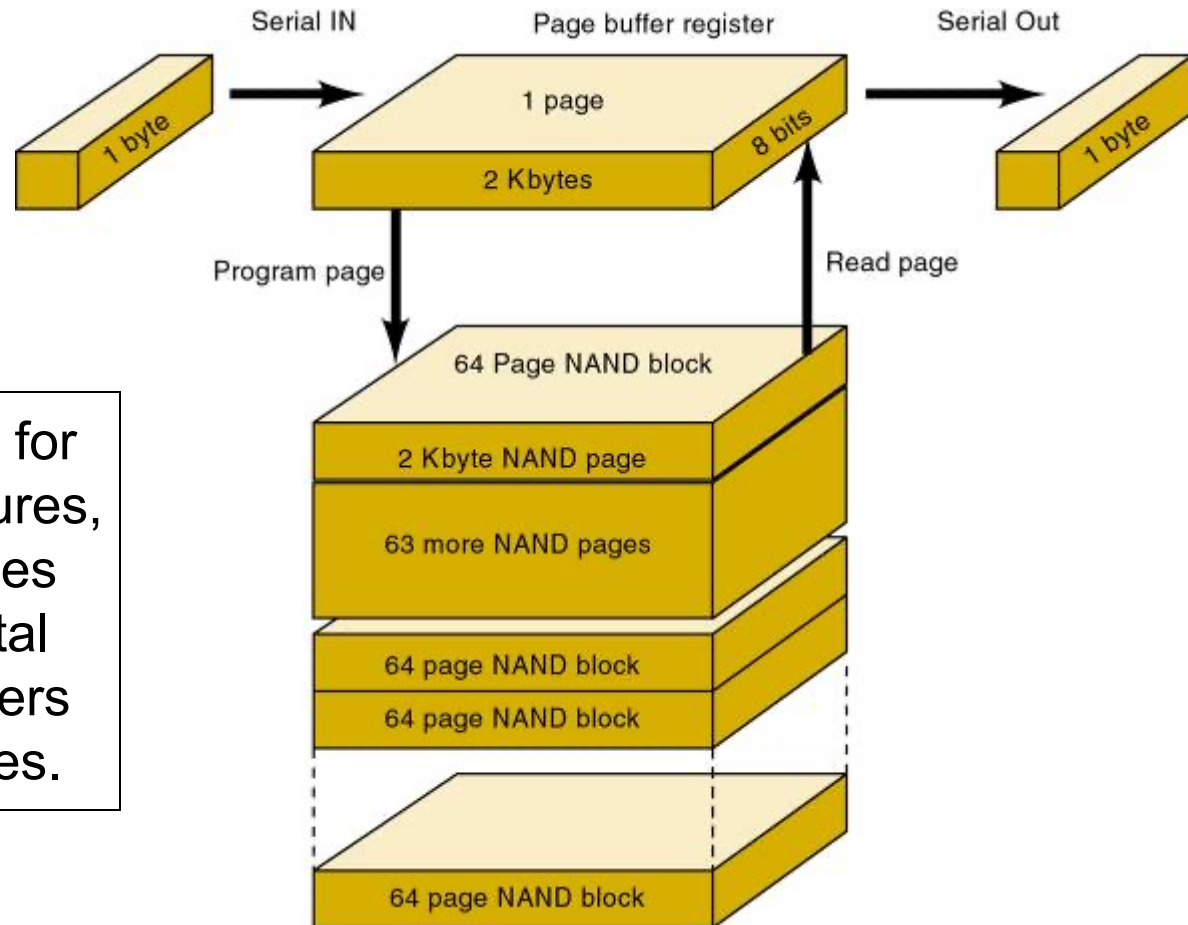 Serial IN
Page buffer register
Serial Out
1 byte
1 page
8 bits
2 Kbytes
1 byte
Program page
Read page
64 Page NAND block
2 Kbyte NAND page
63 more NAND pages
64 page NAND block
64 page NAND block
64 page NAND block
for
ures,
es
tal
ers
es.